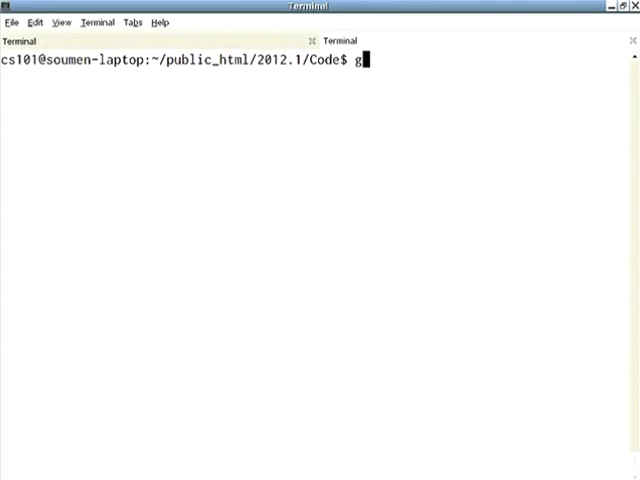 Terminal
File Edit View Terminal Tabs Help
Terminal Terminal
cs101@soumen-laptop:~/public_html/2012.1/Code$ g